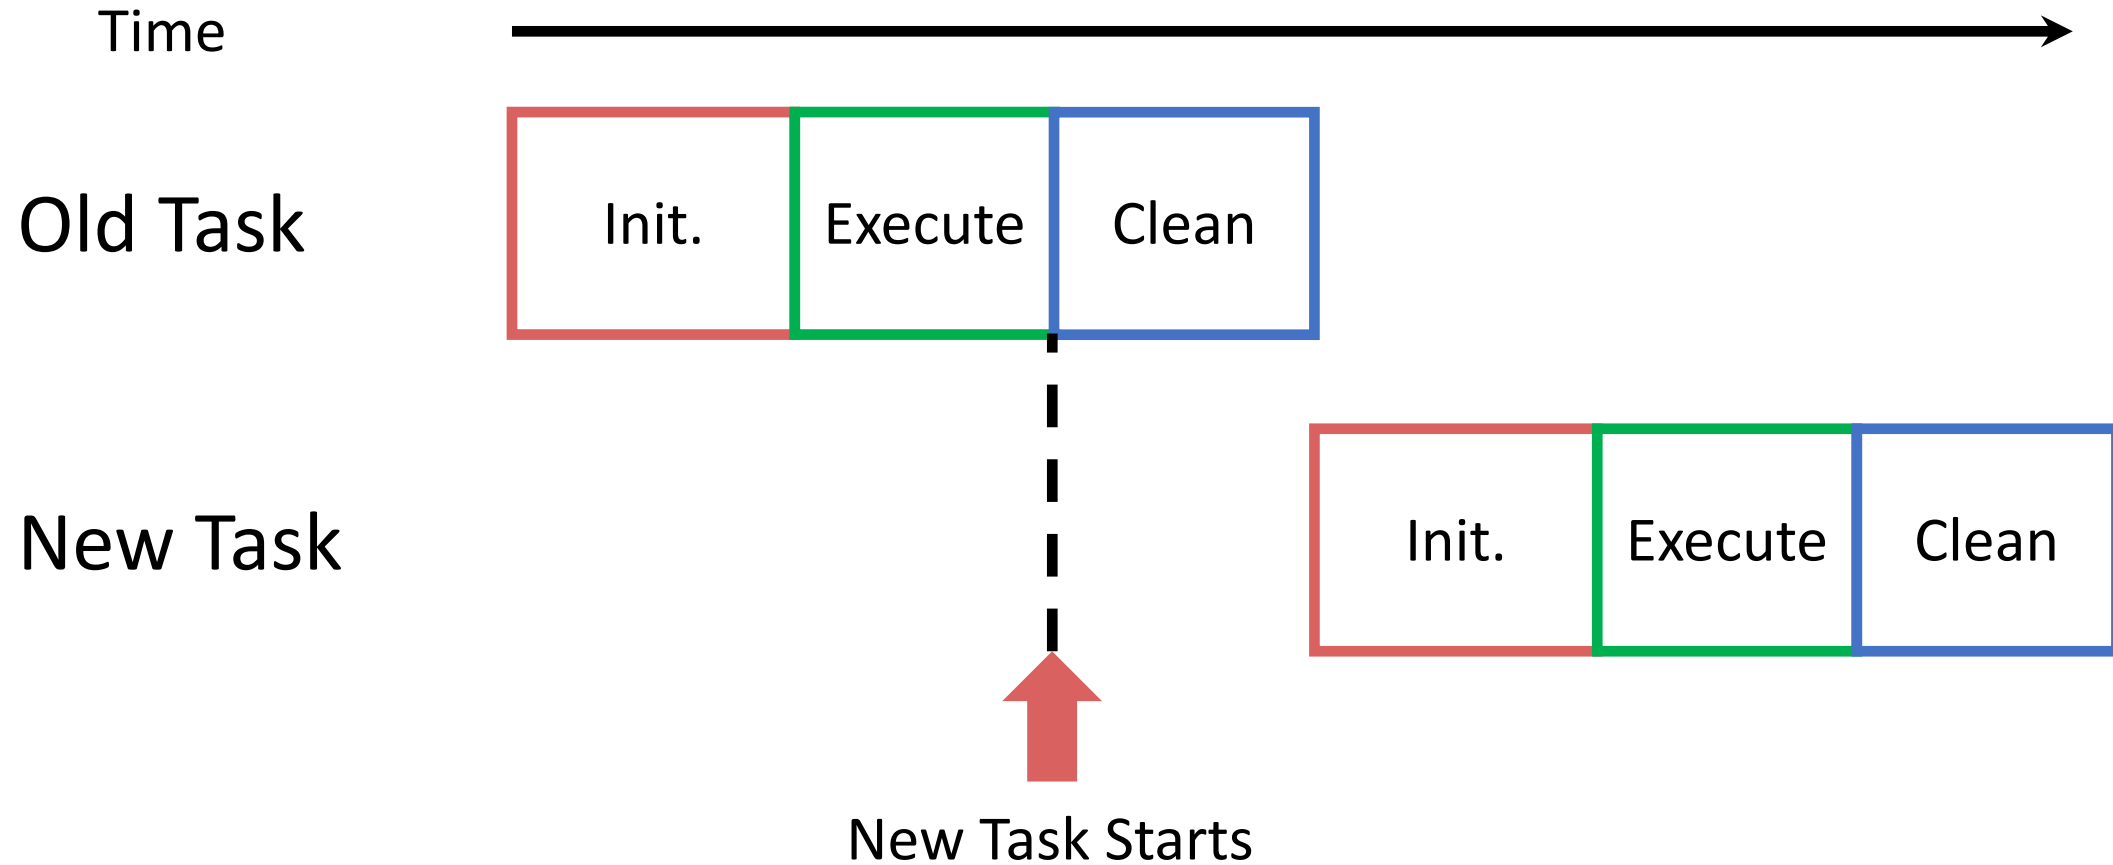 Time
Old Task
Init.
Execute
Clean
New Task
Init.
Execute
Clean
New Task Starts